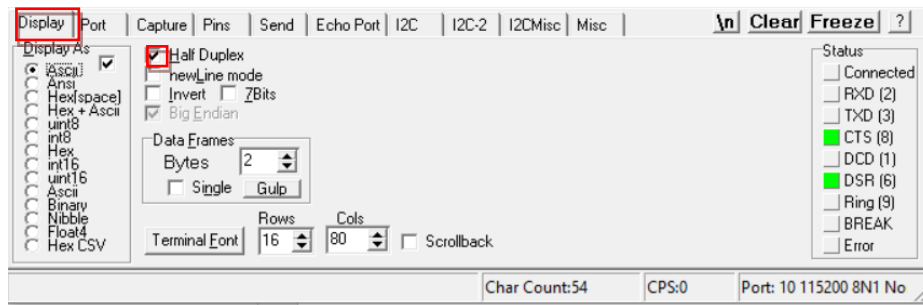 Display Port Capture Pins Send Echo Port I2C I2C-2 I2CMisc Misc \n Clear Freeze ?
Display As
Ascii
Ansi
Hex[space]
Hex + Ascii
uint8
int8
Hex
int16
uint16
Ascii
Binary
Nibble
Float4
Hex CSV
Half Duplex
newLine mode
Invert 7Bits
Big Endian
Data Frames
Bytes 2
Single Gulp
Rows Cols
Terminal Font 16 80 Scrollback
Status
Connected
RXD (2)
TXD (3)
CTS (8)
DCD (1)
DSR (6)
Ring (9)
BREAK
Error
Char Count:54 CPS:0 Port: 10 115200 8N1 No